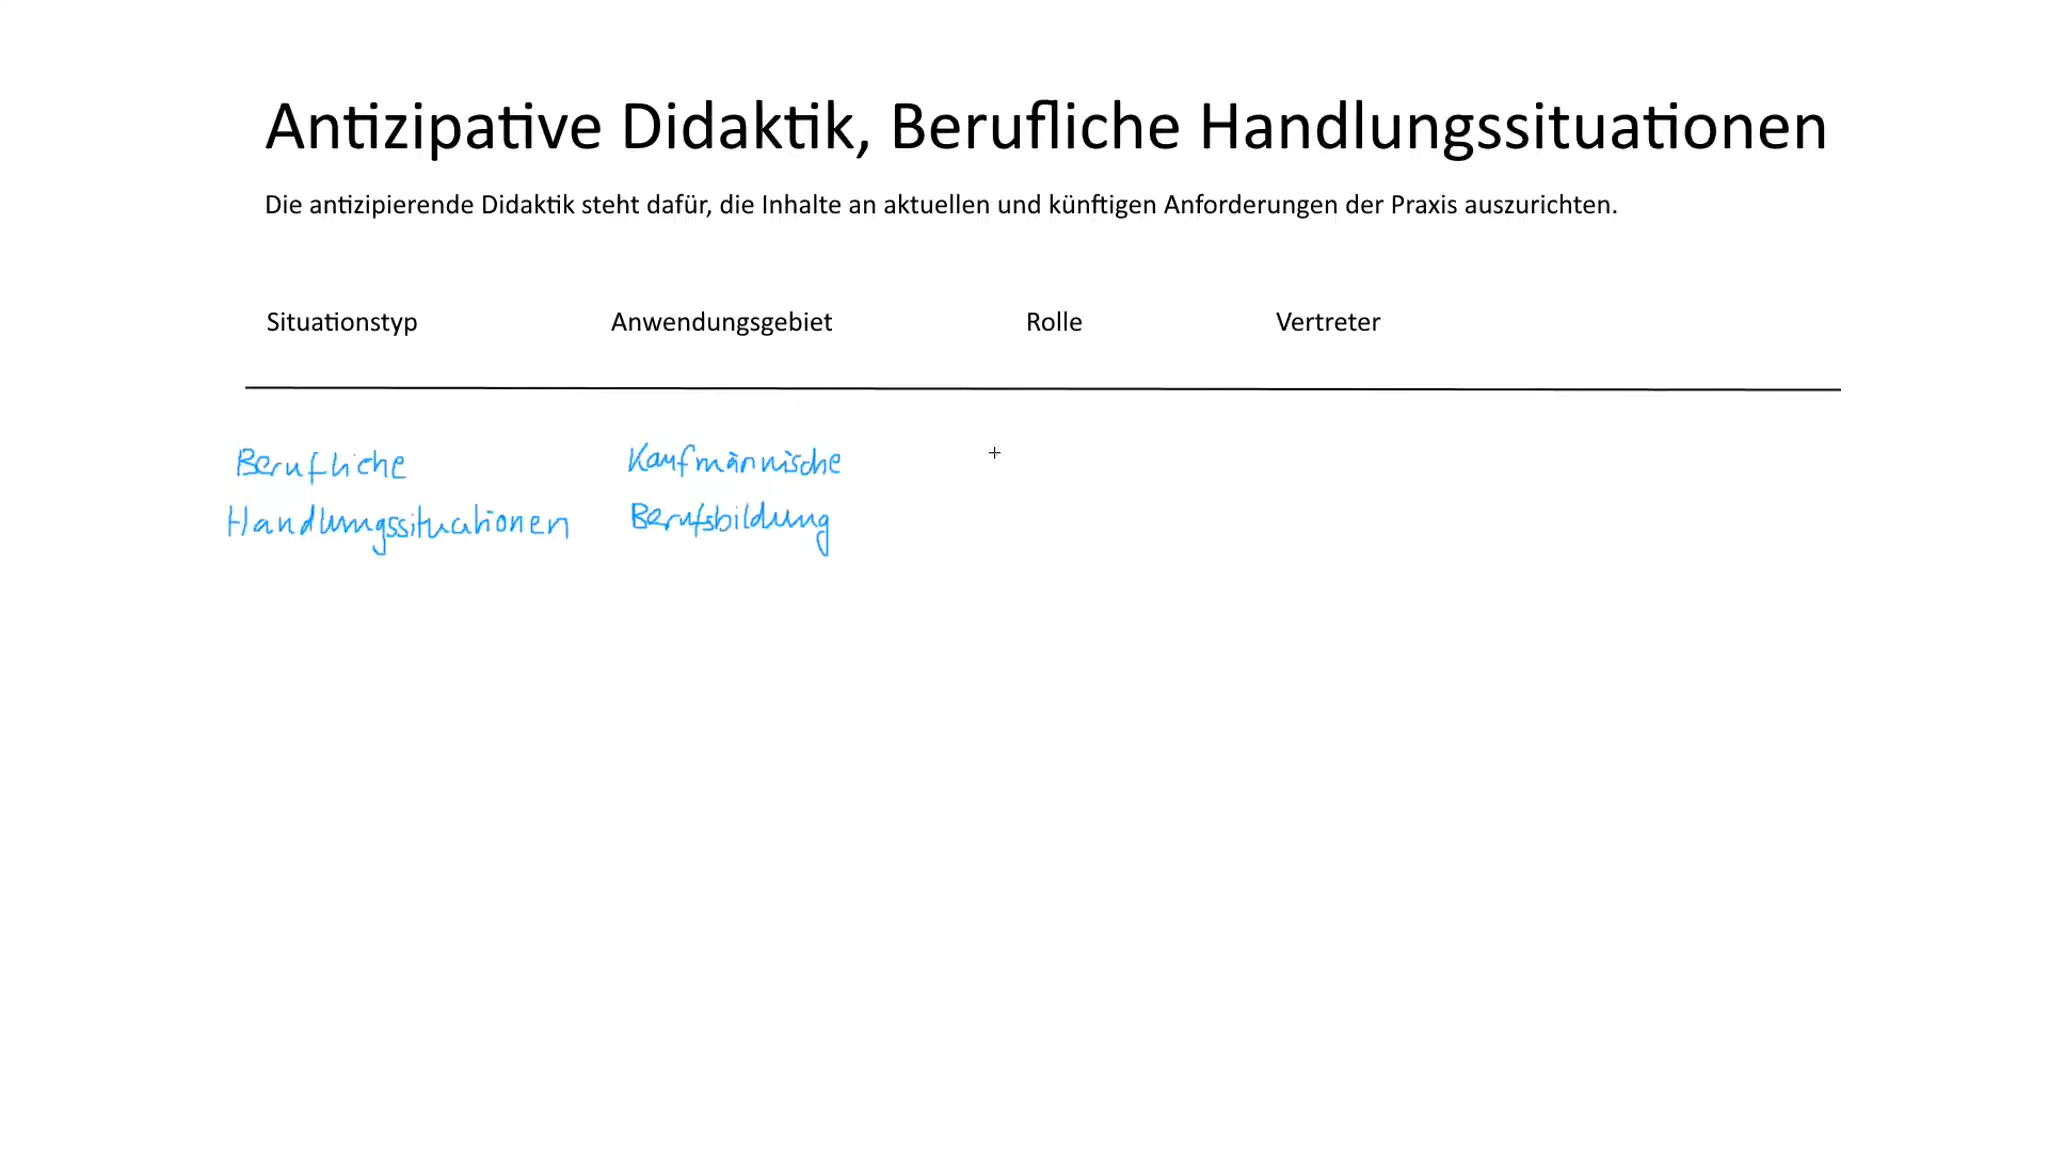 Antizipative Didaktik, Berufliche Handlungssituationen
Die antizipierende Didaktik steht dafür, die Inhalte an aktuellen und künftigen Anforderungen der Praxis auszurichten.
Situationstyp Anwendungsgebiet Rolle Vertreter
Berufliche Kaufmännische
Handlungssituationen Berufsbildung